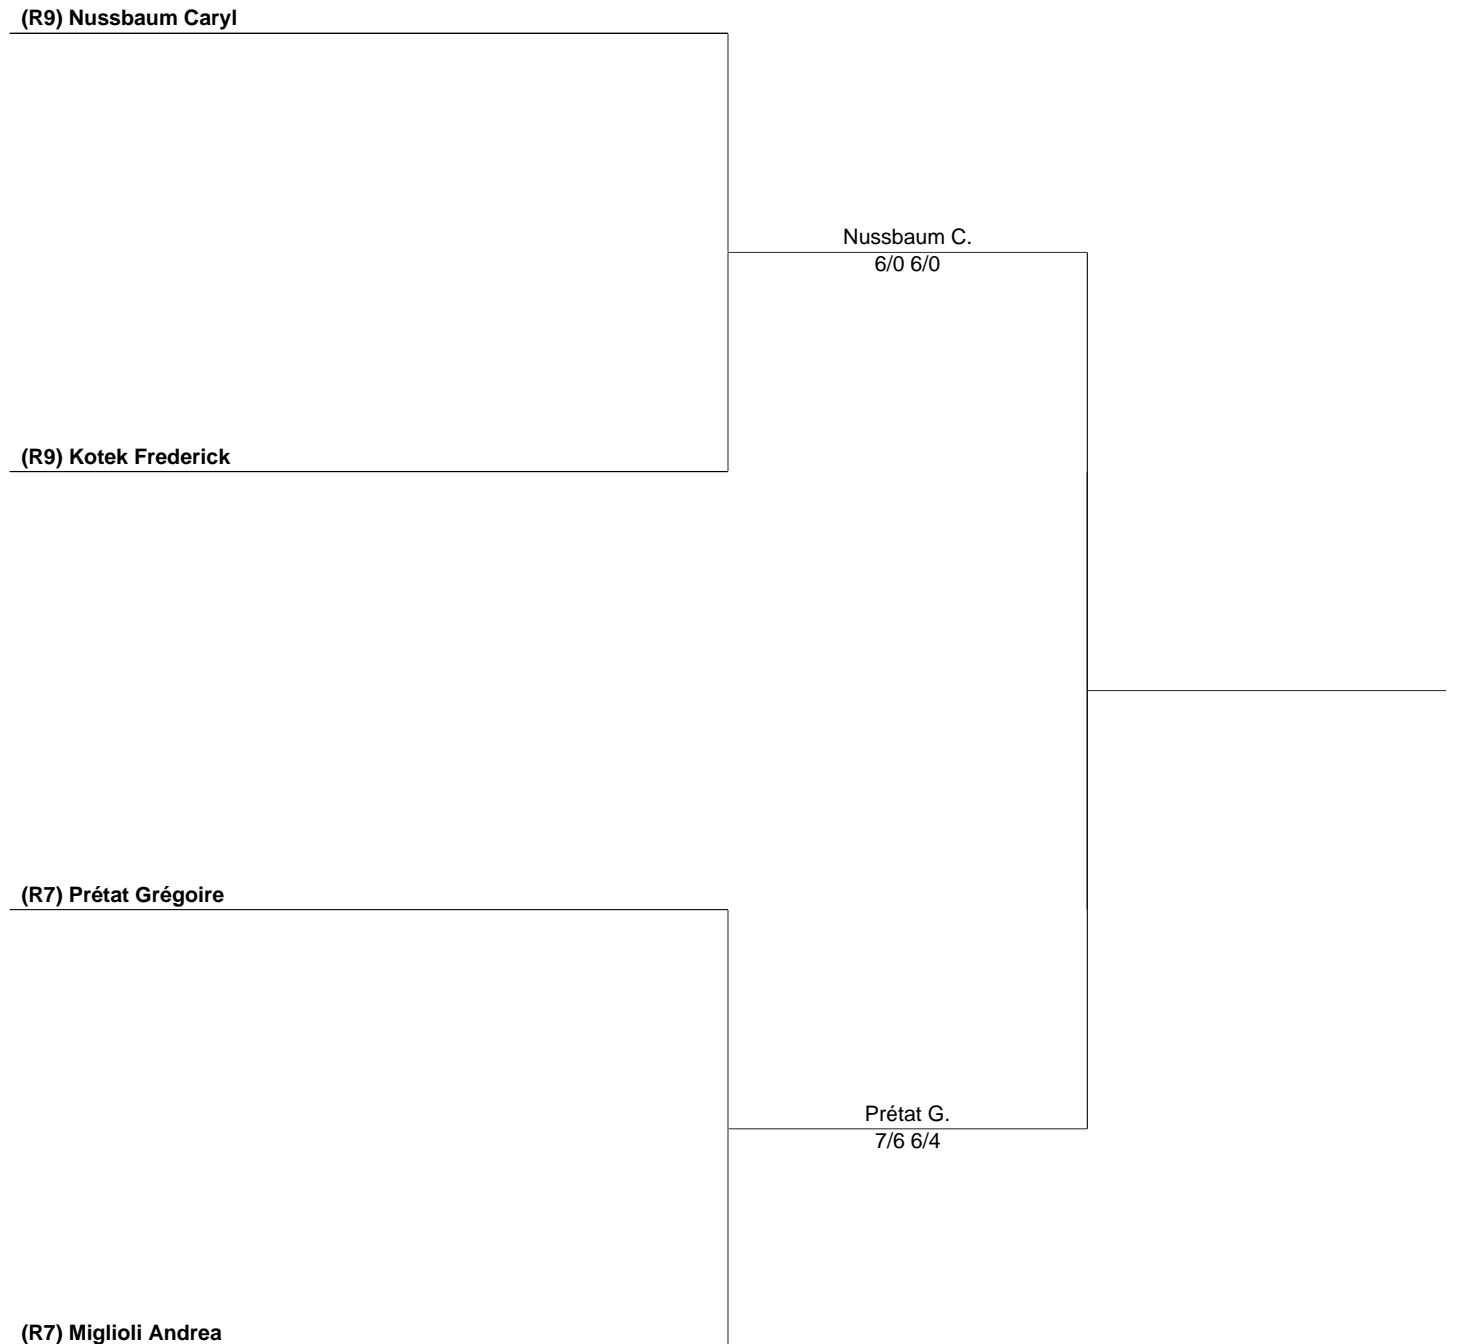 (R9) Nussbaum Caryl
Nussbaum C.
6/0 6/0
(R9) Kotek Frederick
(R7) Prétat Grégoire
Prétat G.
7/6 6/4
(R7) Miglioli Andrea